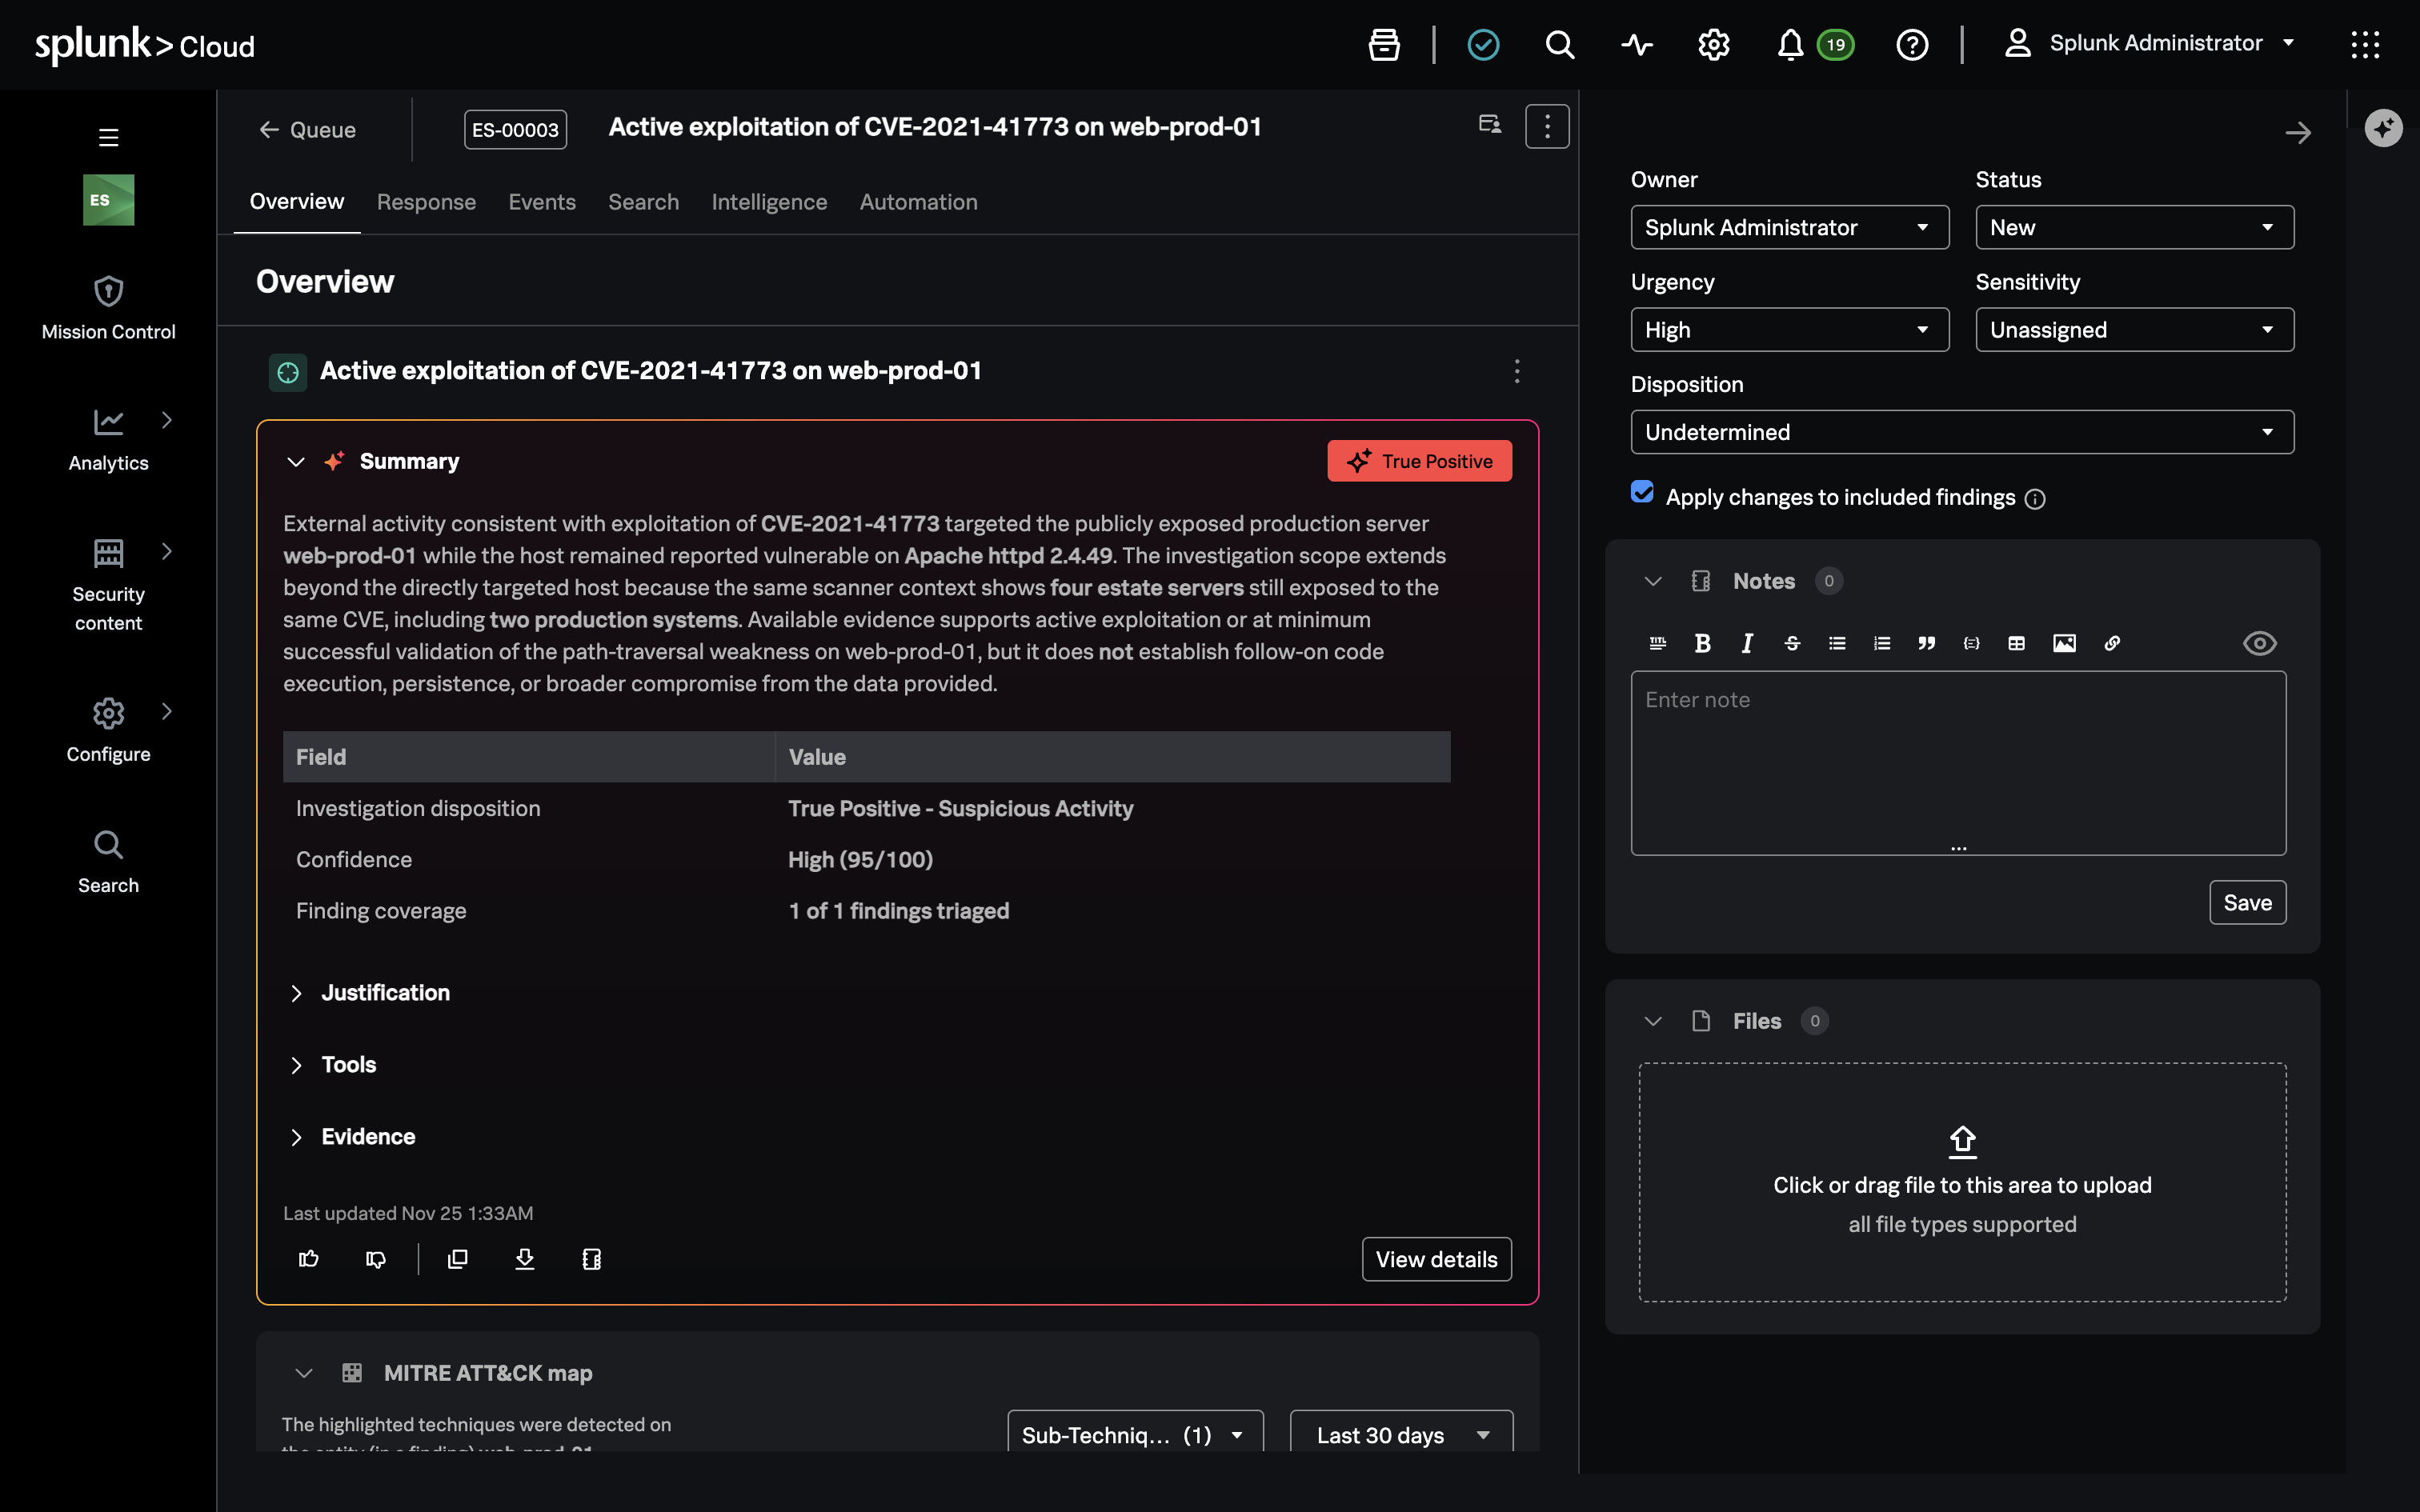 splunk>Cloud
19
Splunk Administrator
ES
Mission Control
Analytics
Security
content
Configure
Search
Queue
ES-00003
Active exploitation of CVE-2021-41773 on web-prod-01
Overview
Response
Events
Search
Intelligence
Automation
Overview
Active exploitation of CVE-2021-41773 on web-prod-01
Summary
True Positive
External activity consistent with exploitation of CVE-2021-41773 targeted the publicly exposed production server
web-prod-01 while the host remained reported vulnerable on Apache httpd 2.4.49. The investigation scope extends
beyond the directly targeted host because the same scanner context shows four estate servers still exposed to the
same CVE, including two production systems. Available evidence supports active exploitation or at minimum
successful validation of the path-traversal weakness on web-prod-01, but it does not establish follow-on code
execution, persistence, or broader compromise from the data provided.
Field Value
Investigation disposition True Positive - Suspicious Activity
Confidence High (95/100)
Finding coverage 1 of 1 findings triaged
Justification
Tools
Evidence
Last updated Nov 25 1:33AM
View details
MITRE ATT&CK map
The highlighted techniques were detected on
the entity (in a finding) web-prod-01
Sub-Techniq... (1)
Last 30 days
Owner
Splunk Administrator
Status
New
Urgency
High
Sensitivity
Unassigned
Disposition
Undetermined
Apply changes to included findings
Notes 0
Enter note
Save
Files 0
Click or drag file to this area to upload
all file types supported